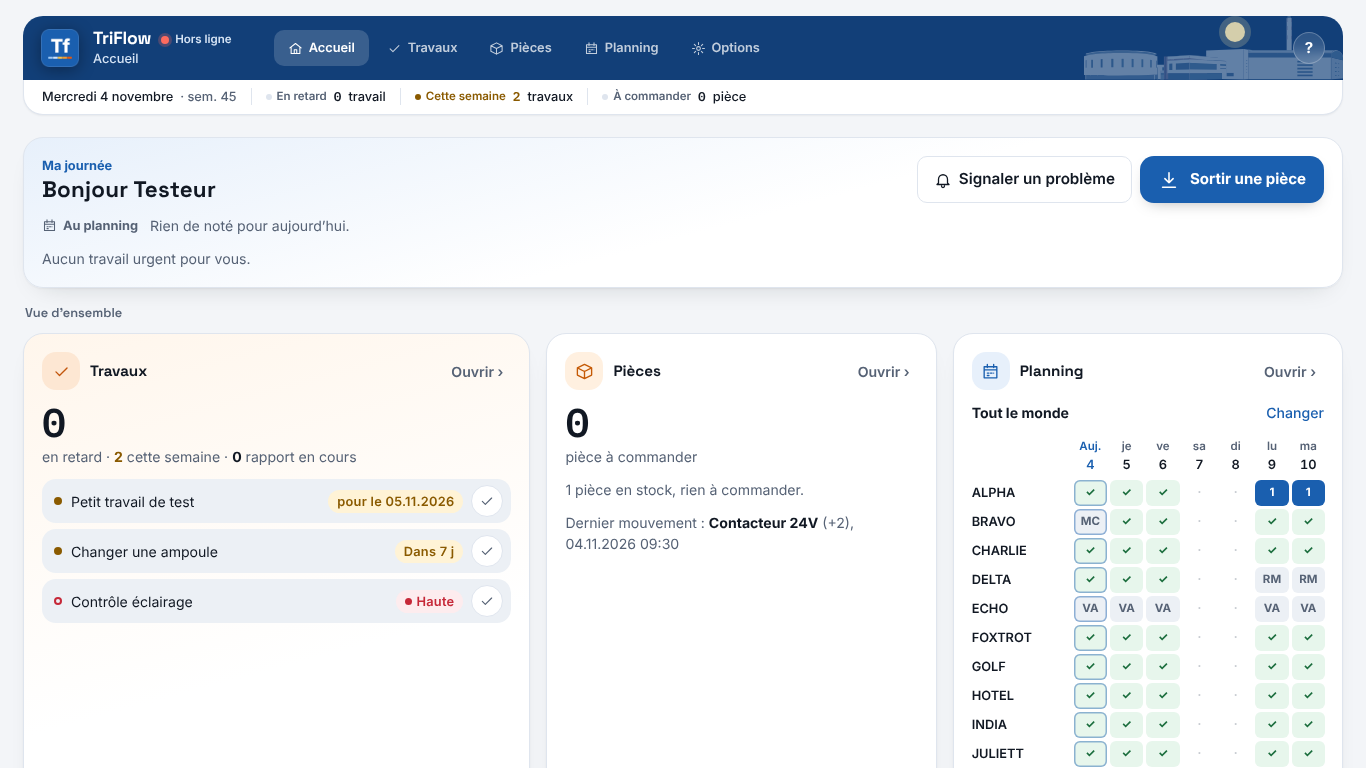 Tf TriFlow Hors ligne
Accueil
Accueil Travaux Pièces Planning Options ?
Mercredi 4 novembre · sem. 45 En retard 0 travail Cette semaine 2 travaux À commander 0 pièce
Ma journée
Bonjour Testeur
Signaler un problème Sortir une pièce
Au planning Rien de noté pour aujourd'hui.
Aucun travail urgent pour vous.
Vue d'ensemble
Travaux Ouvrir ›
0
en retard · 2 cette semaine · 0 rapport en cours
Petit travail de test pour le 05.11.2026
Changer une ampoule Dans 7 j
Contrôle éclairage Haute
Pièces Ouvrir ›
0
pièce à commander
1 pièce en stock, rien à commander.
Dernier mouvement : Contacteur 24V (+2),
04.11.2026 09:30
Planning Ouvrir ›
Tout le monde Changer
Auj. je ve sa di lu ma
4 5 6 7 8 9 10
ALPHA ✓ ✓ ✓ · · 1 1
BRAVO MC ✓ ✓ · · ✓ ✓
CHARLIE ✓ ✓ ✓ · · ✓ ✓
DELTA ✓ ✓ ✓ · · RM RM
ECHO VA VA VA · · VA VA
FOXTROT ✓ ✓ ✓ · · ✓ ✓
GOLF ✓ ✓ ✓ · · ✓ ✓
HOTEL ✓ ✓ ✓ · · ✓ ✓
INDIA ✓ ✓ ✓ · · ✓ ✓
JULIETT ✓ ✓ ✓ · · ✓ ✓